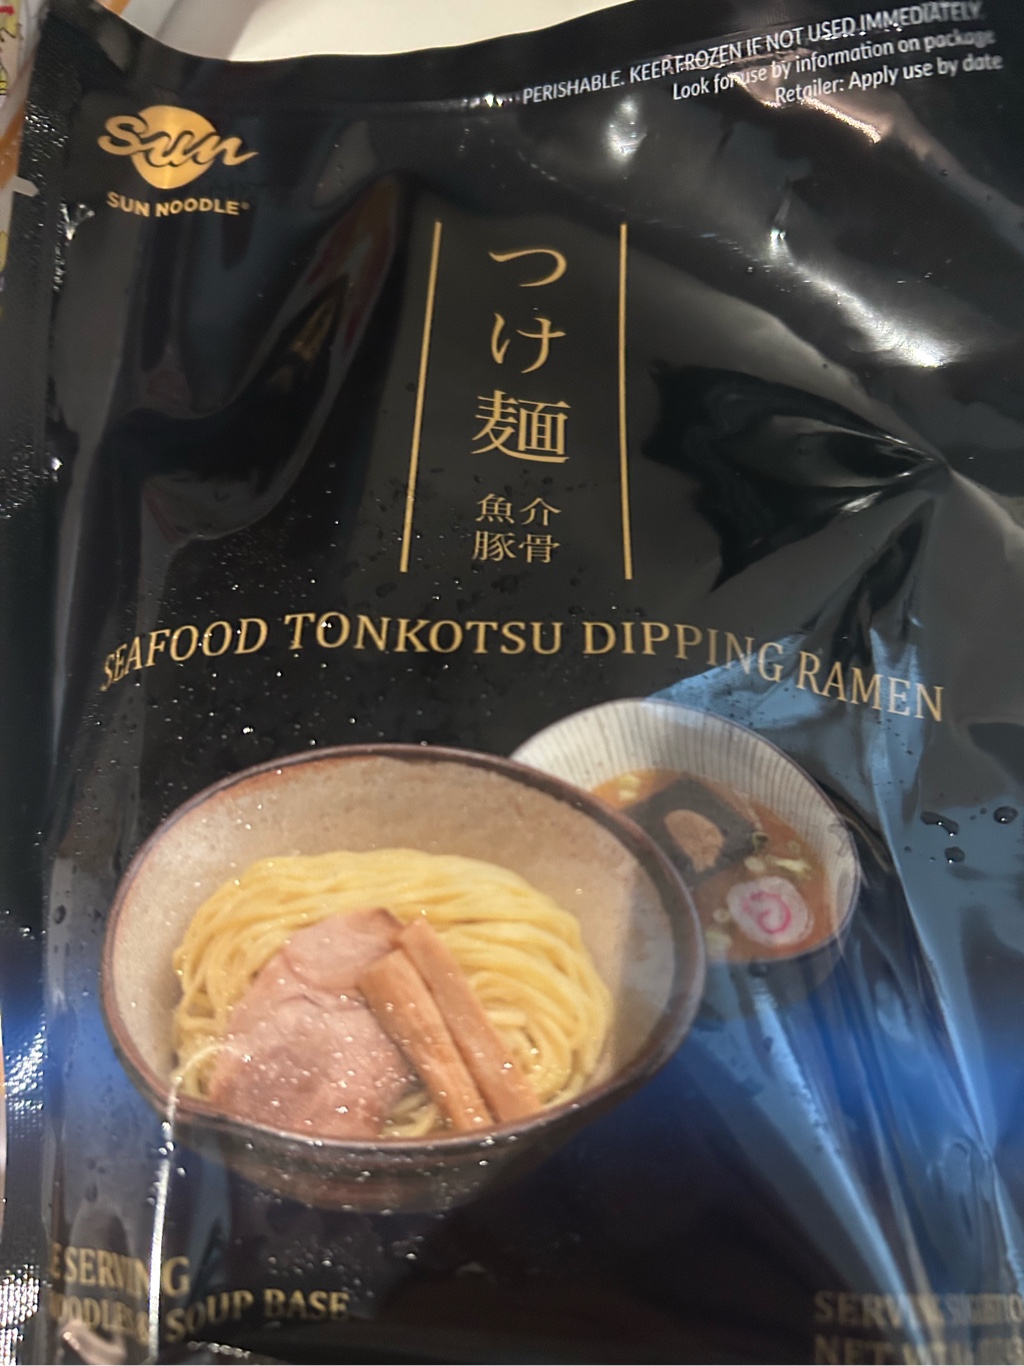 PERISHABLE. KEEP FROZEN IF NOT USED IMMEDIATELY.
Look for use by information on package
Retailer: Apply use by date
Sun
SUN NOODLE®
つけ麺
魚介
豚骨
SEAFOOD TONKOTSU DIPPING RAMEN
SERVING
SOUP BASE